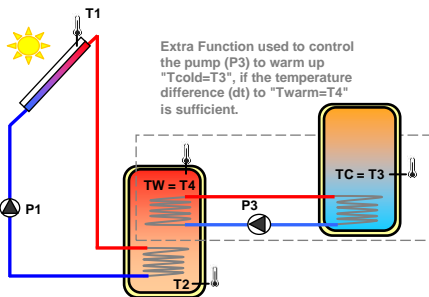 T1
Extra Function used to control
the pump (P3) to warm up
"Tcold=T3", if the temperature
difference (dt) to "Twarm=T4"
is sufficient.
TW = T4
TC = T3
P1
P3
T2